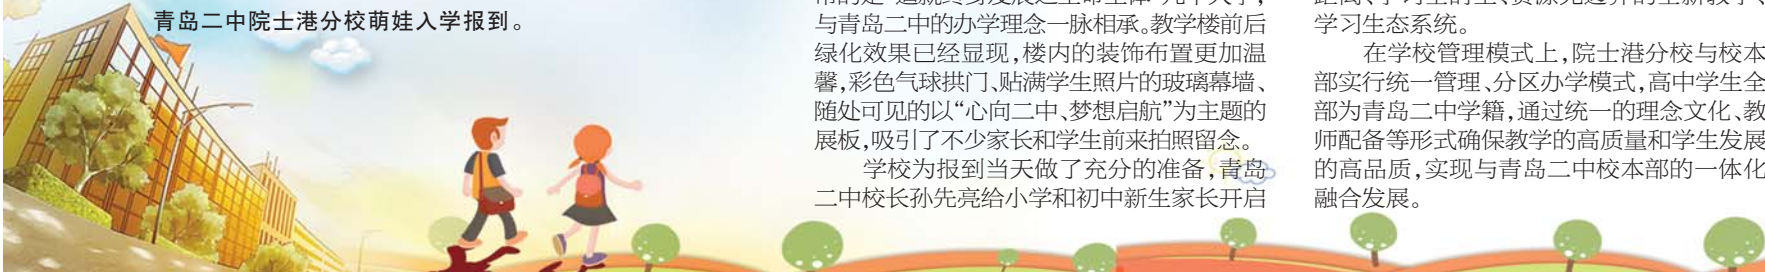 青岛二中院士港分校萌娃入学报到。
与青岛二中的办学理念一脉相承。教学楼前后
绿化效果已经显现，楼内的装饰布置更加温
馨，彩色气球拱门、贴满学生照片的玻璃幕墙、
随处可见的以“心向二中、梦想启航”为主题的
展板，吸引了不少家长和学生前来拍照留念。
学校为报到当天做了充分的准备，青岛
二中校长孙先亮给小学和初中新生家长开启
学习生态系统。
在学校管理模式上，院士港分校与校本
部实行统一管理、分区办学模式，高中学生全
部为青岛二中学籍，通过统一的理念文化、教
师配备等形式确保教学的高质量和学生发展
的高品质，实现与青岛二中校本部的一体化
融合发展。